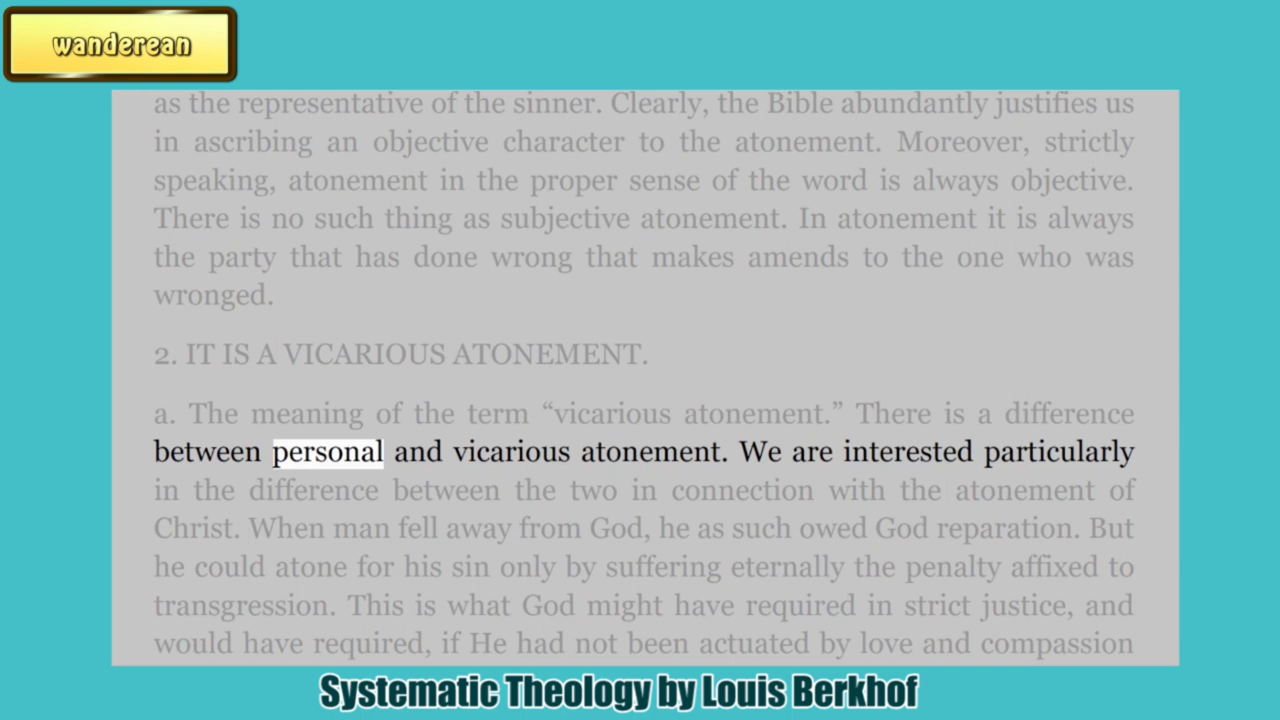 wanderean
as the representative of the sinner. Clearly, the Bible abundantly justifies us
in ascribing an objective character to the atonement. Moreover, strictly
speaking, atonement in the proper sense of the word is always objective.
There is no such thing as subjective atonement. In atonement it is always
the party that has done wrong that makes amends to the one who was
wronged.
2. IT IS A VICARIOUS ATONEMENT.
a. The meaning of the term “vicarious atonement.” There is a difference
between personal and vicarious atonement. We are interested particularly
in the difference between the two in connection with the atonement of
Christ. When man fell away from God, he as such owed God reparation. But
he could atone for his sin only by suffering eternally the penalty affixed to
transgression. This is what God might have required in strict justice, and
would have required, if He had not been actuated by love and compassion
Systematic Theology by Louis Berkhof